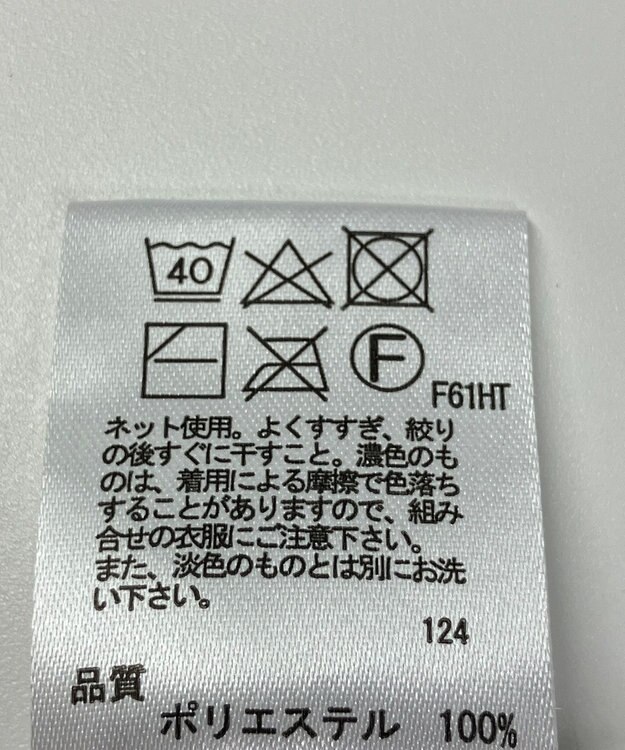 40
F
F61HT
ネット使用。よくすすぎ、絞り
の後すぐに干すこと。濃色のも
のは、着用による摩擦で色落ち
することがありますので、組み
合せの衣服にご注意下さい。
また、淡色のものとは別にお洗
い下さい。
124
品質
ポリエステル 100%